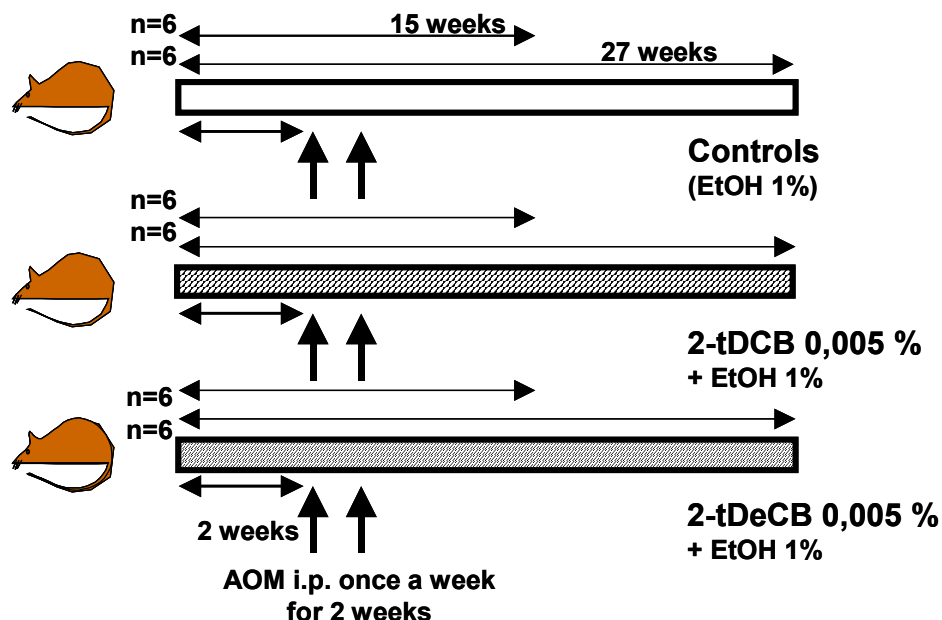 n=6
15 weeks
n=6
27 weeks
Controls
(EtOH 1%)
n=6
n=6
2-tDCB 0,005 %
+ EtOH 1%
n=6
n=6
2 weeks
2-tDeCB 0,005 %
+ EtOH 1%
AOM i.p. once a week
for 2 weeks